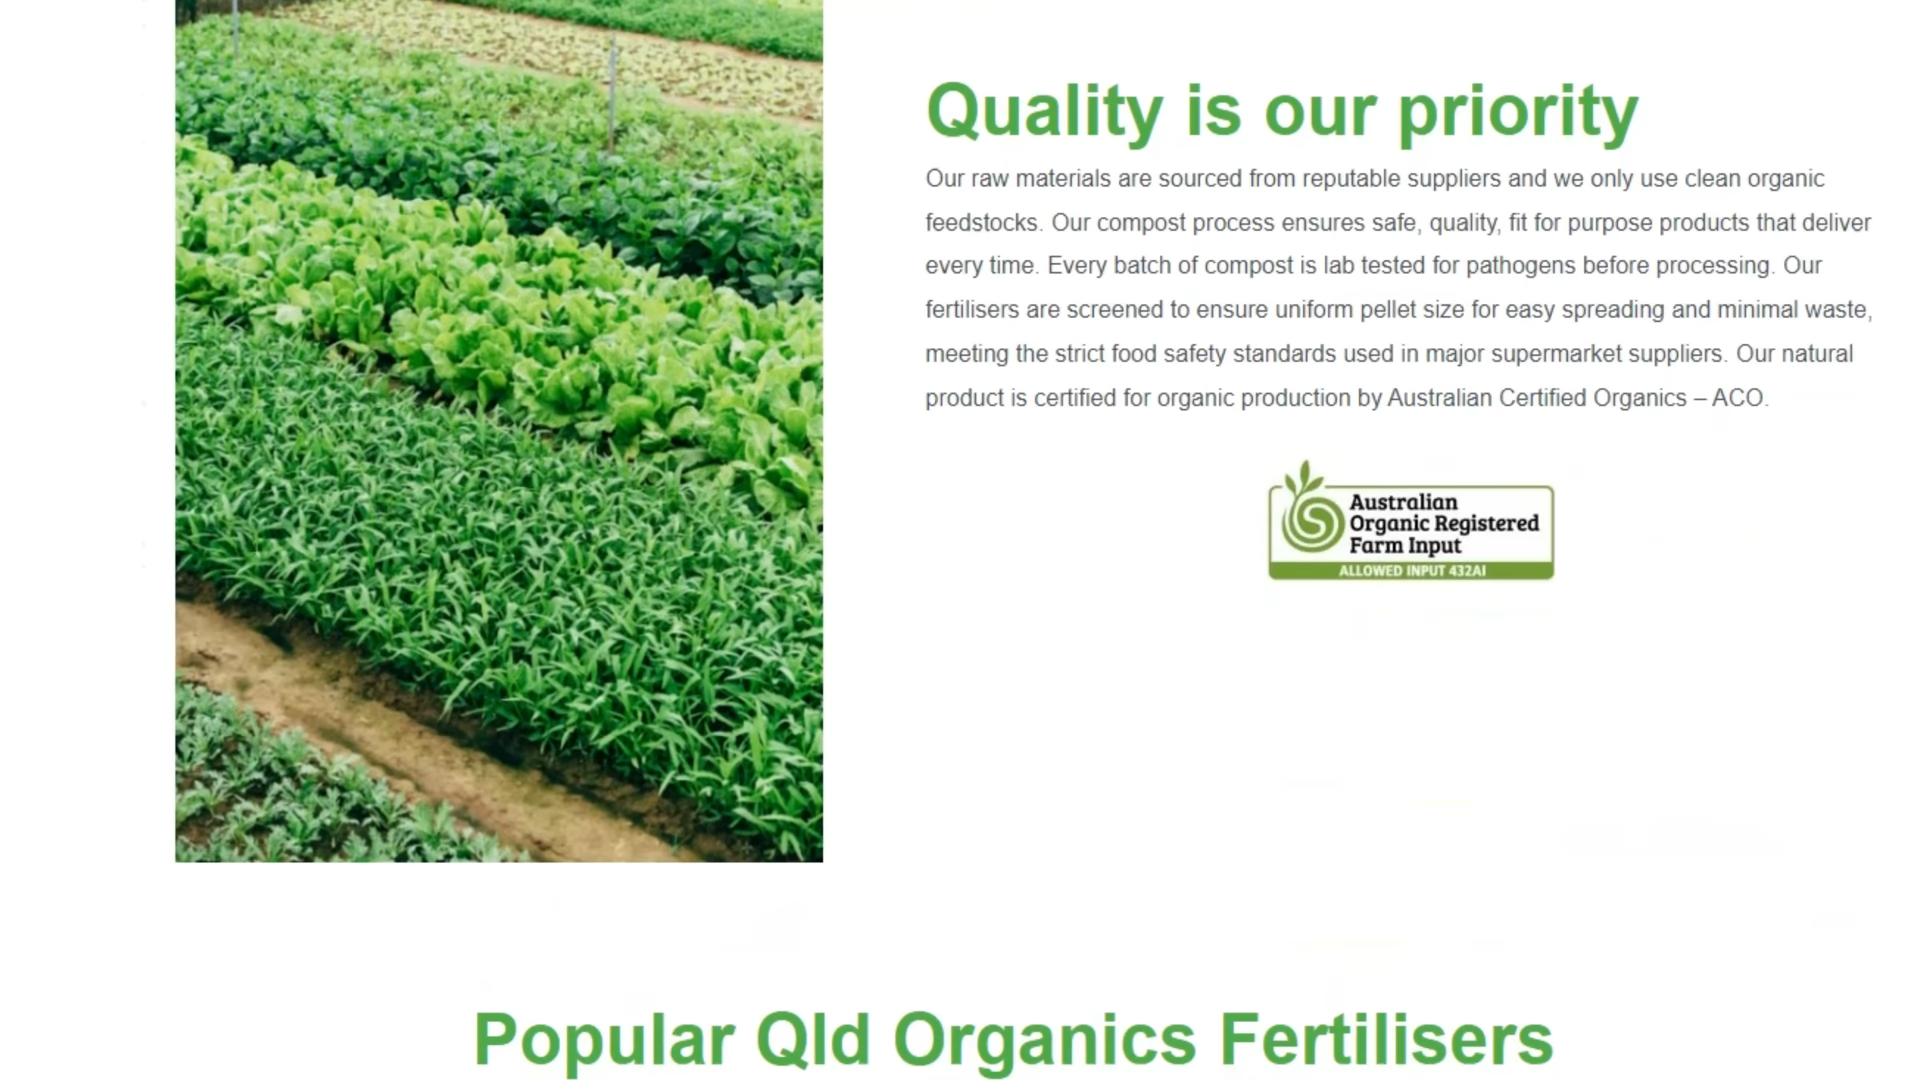 Quality is our priority
Our raw materials are sourced from reputable suppliers and we only use clean organic
feedstocks. Our compost process ensures safe, quality, fit for purpose products that deliver
every time. Every batch of compost is lab tested for pathogens before processing. Our
fertilisers are screened to ensure uniform pellet size for easy spreading and minimal waste,
meeting the strict food safety standards used in major supermarket suppliers. Our natural
product is certified for organic production by Australian Certified Organics – ACO.
Australian
Organic Registered
Farm Input
ALLOWED INPUT 432AI
Popular Qld Organics Fertilisers